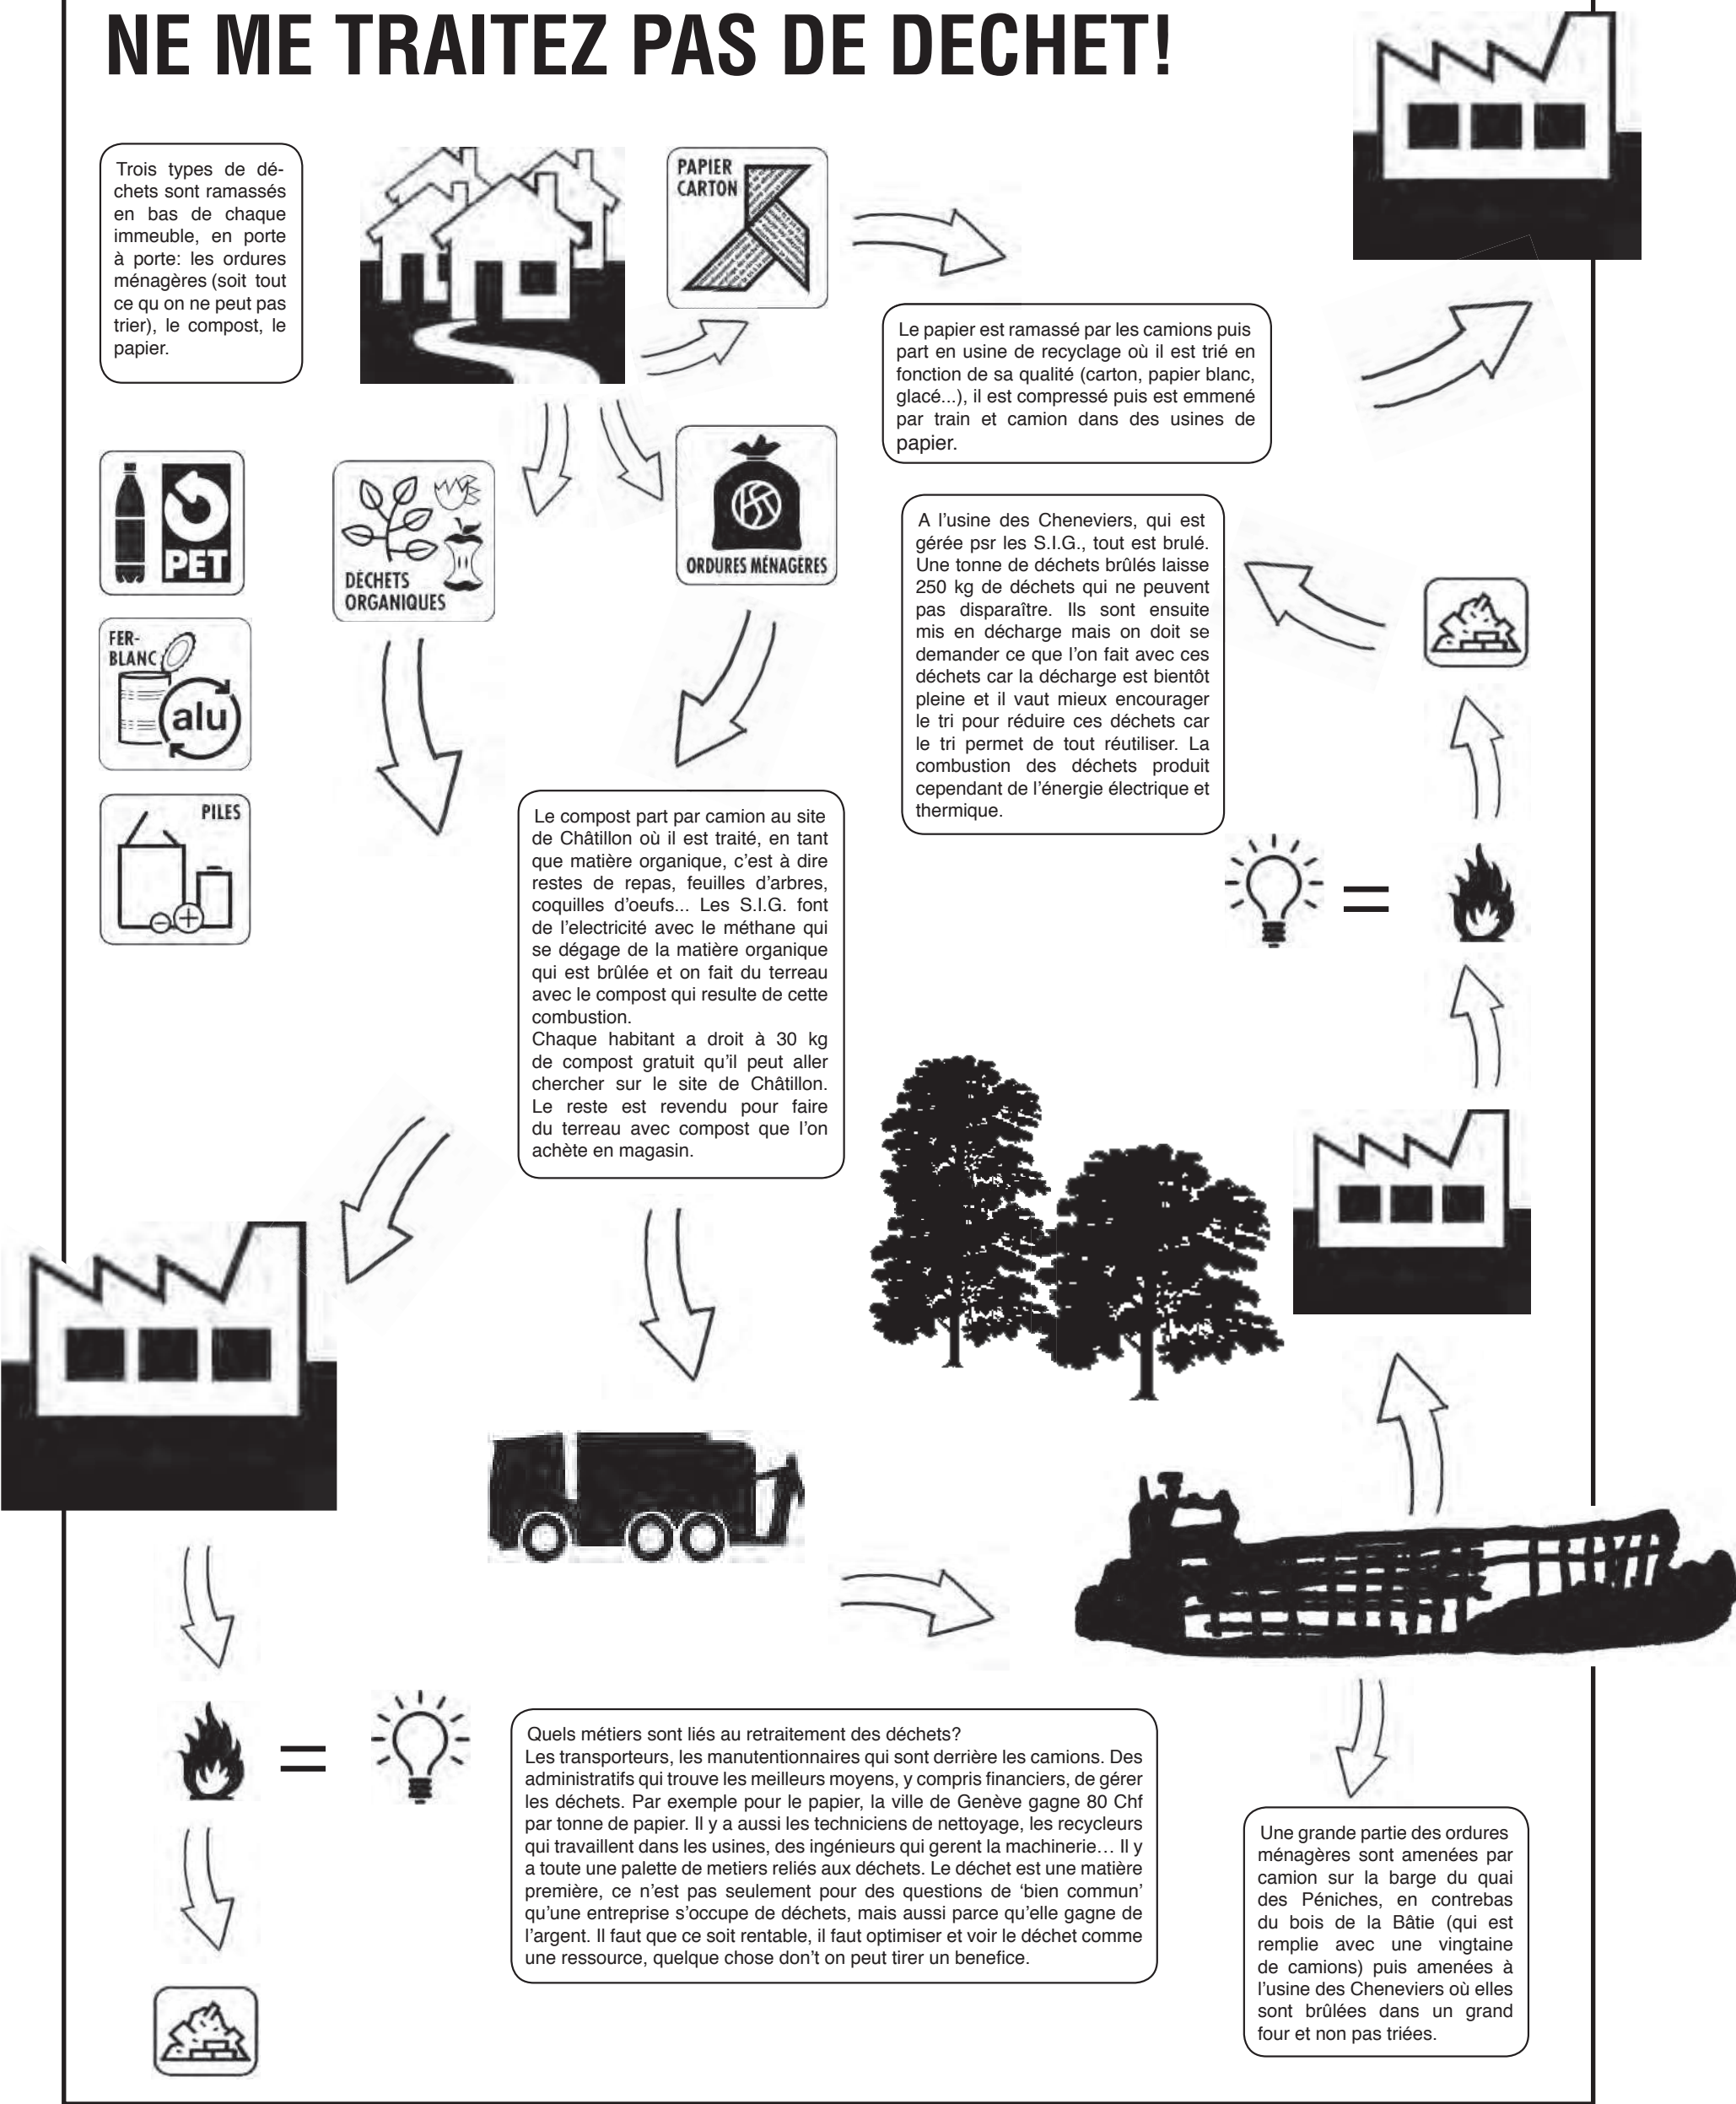 NE ME TRAITEZ PAS DE DECHET!
Trois types de dé-
chets sont ramassés
en bas de chaque
immeuble, en porte
à porte: les ordures
ménagères (soit tout
ce qu on ne peut pas
trier), le compost, le
papier.
PAPIER
CARTON
Le papier est ramassé par les camions puis
part en usine de recyclage où il est trié en
fonction de sa qualité (carton, papier blanc,
glacé...), il est compressé puis est emmené
par train et camion dans des usines de
papier.
PET
DÉCHETS
ORGANIQUES
ORDURES MÉNAGÈRES
FER-
BLANC
alu
PILES
A l'usine des Cheneviers, qui est
gérée psr les S.I.G., tout est brulé.
Une tonne de déchets brûlés laisse
250 kg de déchets qui ne peuvent
pas disparaître. Ils sont ensuite
mis en décharge mais on doit se
demander ce que l'on fait avec ces
déchets car la décharge est bientôt
pleine et il vaut mieux encourager
le tri pour réduire ces déchets car
le tri permet de tout réutiliser. La
combustion des déchets produit
cependant de l'énergie électrique et
thermique.
Le compost part par camion au site
de Châtillon où il est traité, en tant
que matière organique, c'est à dire
restes de repas, feuilles d'arbres,
coquilles d'oeufs... Les S.I.G. font
de l'electricité avec le méthane qui
se dégage de la matière organique
qui est brûlée et on fait du terreau
avec le compost qui resulte de cette
combustion.
Chaque habitant a droit à 30 kg
de compost gratuit qu'il peut aller
chercher sur le site de Châtillon.
Le reste est revendu pour faire
du terreau avec compost que l'on
achète en magasin.
=
=
Quels métiers sont liés au retraitement des déchets?
Les transporteurs, les manutentionnaires qui sont derrière les camions. Des
administratifs qui trouve les meilleurs moyens, y compris financiers, de gérer
les déchets. Par exemple pour le papier, la ville de Genève gagne 80 Chf
par tonne de papier. Il y a aussi les techniciens de nettoyage, les recycleurs
qui travaillent dans les usines, des ingénieurs qui gerent la machinerie… Il y
a toute une palette de metiers reliés aux déchets. Le déchet est une matière
première, ce n'est pas seulement pour des questions de 'bien commun'
qu'une entreprise s'occupe de déchets, mais aussi parce qu'elle gagne de
l'argent. Il faut que ce soit rentable, il faut optimiser et voir le déchet comme
une ressource, quelque chose don't on peut tirer un benefice.
Une grande partie des ordures
ménagères sont amenées par
camion sur la barge du quai
des Péniches, en contrebas
du bois de la Bâtie (qui est
remplie avec une vingtaine
de camions) puis amenées à
l'usine des Cheneviers où elles
sont brûlées dans un grand
four et non pas triées.